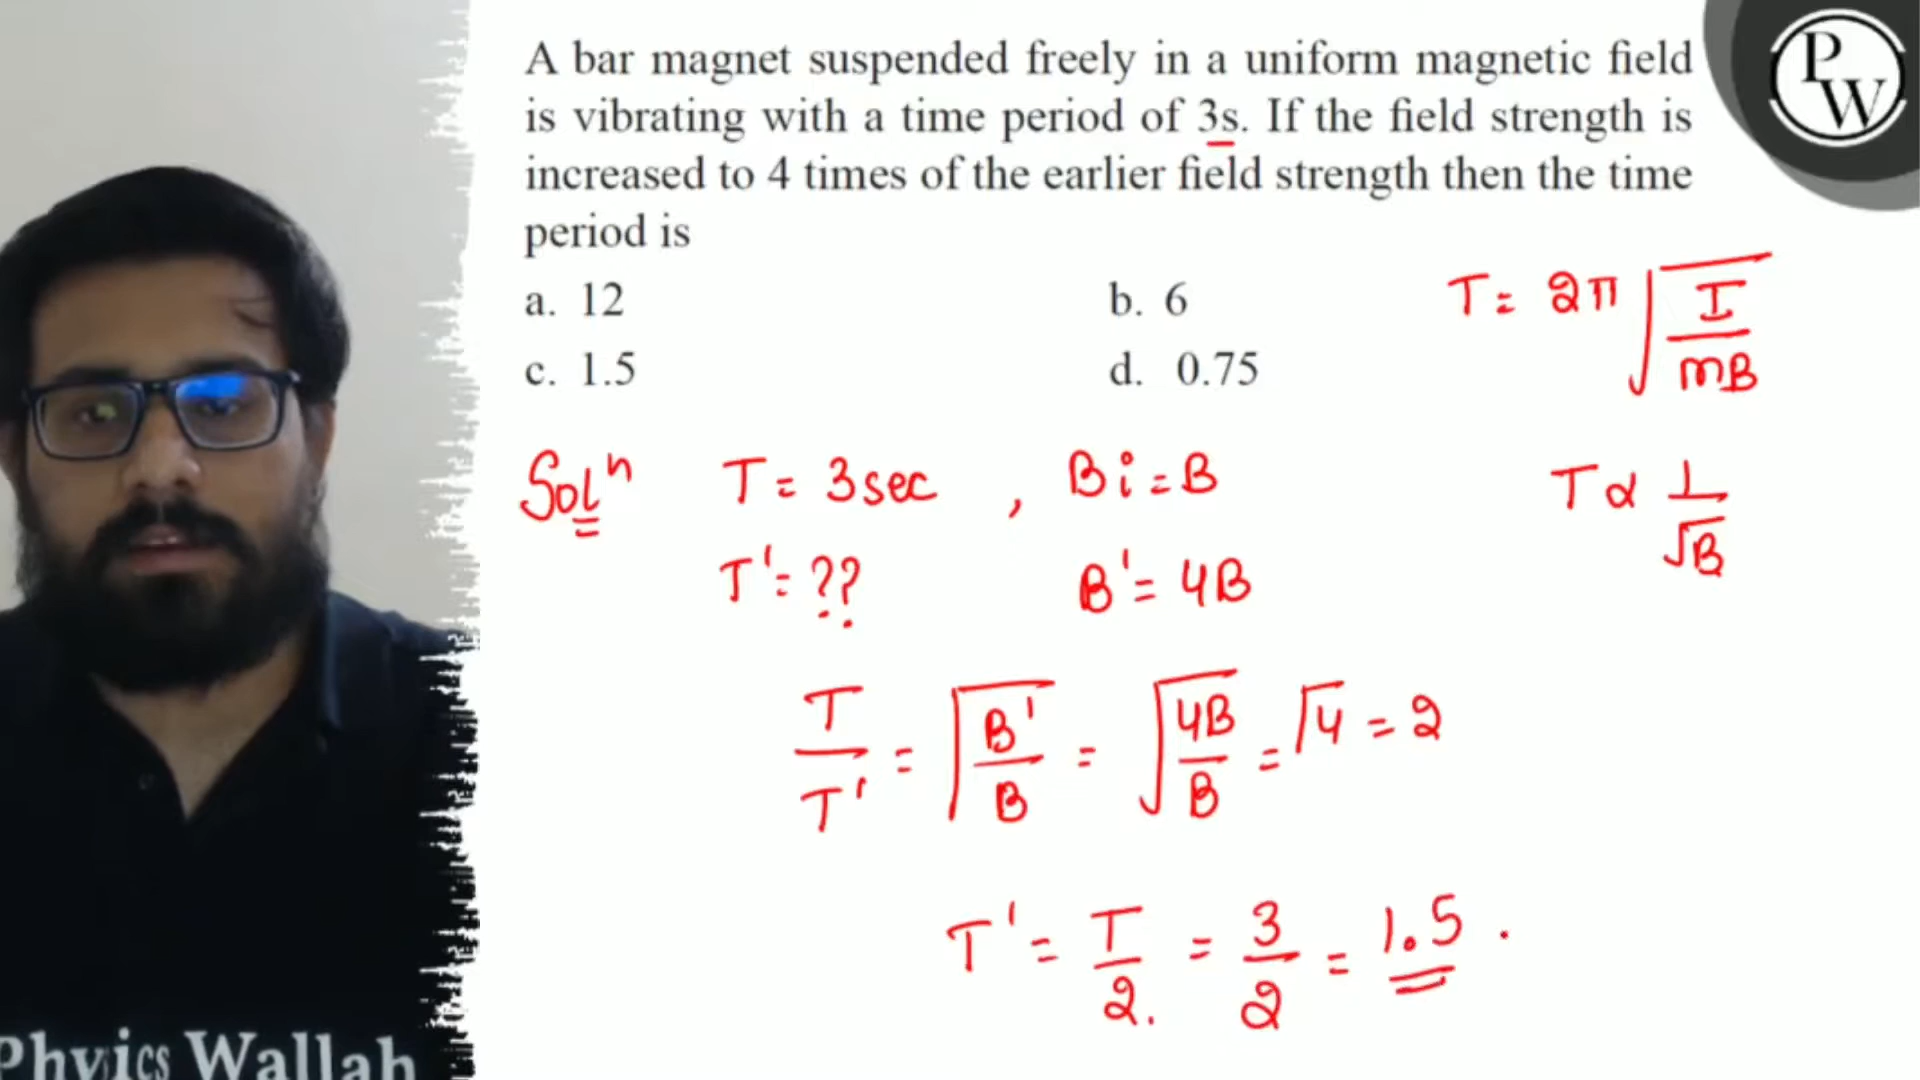 A bar magnet suspended freely in a uniform magnetic field
is vibrating with a time period of 3s. If the field strength is
increased to 4 times of the earlier field strength then the time
period is
a. 12 b. 6
c. 1.5 d. 0.75
T = 2π √(I/mB)
Solⁿ T = 3 sec , Bi = B
T ∝ 1/√B
T' = ?? B' = 4B
T/T' = √(B'/B) = √(4B/B) = √4 = 2
T' = T/2. = 3/2 = 1.5 .
PW
Physics Wallah